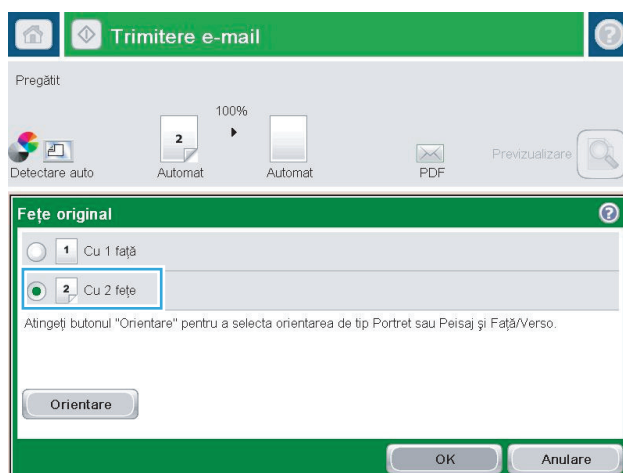 Trimitere e-mail
Pregătit
100%
2
Detectare auto Automat Automat PDF Previzualizare
Fețe original
1 Cu 1 față
2 Cu 2 fețe
Atingeți butonul "Orientare" pentru a selecta orientarea de tip Portret sau Peisaj și Față/Verso.
Orientare
OK Anulare